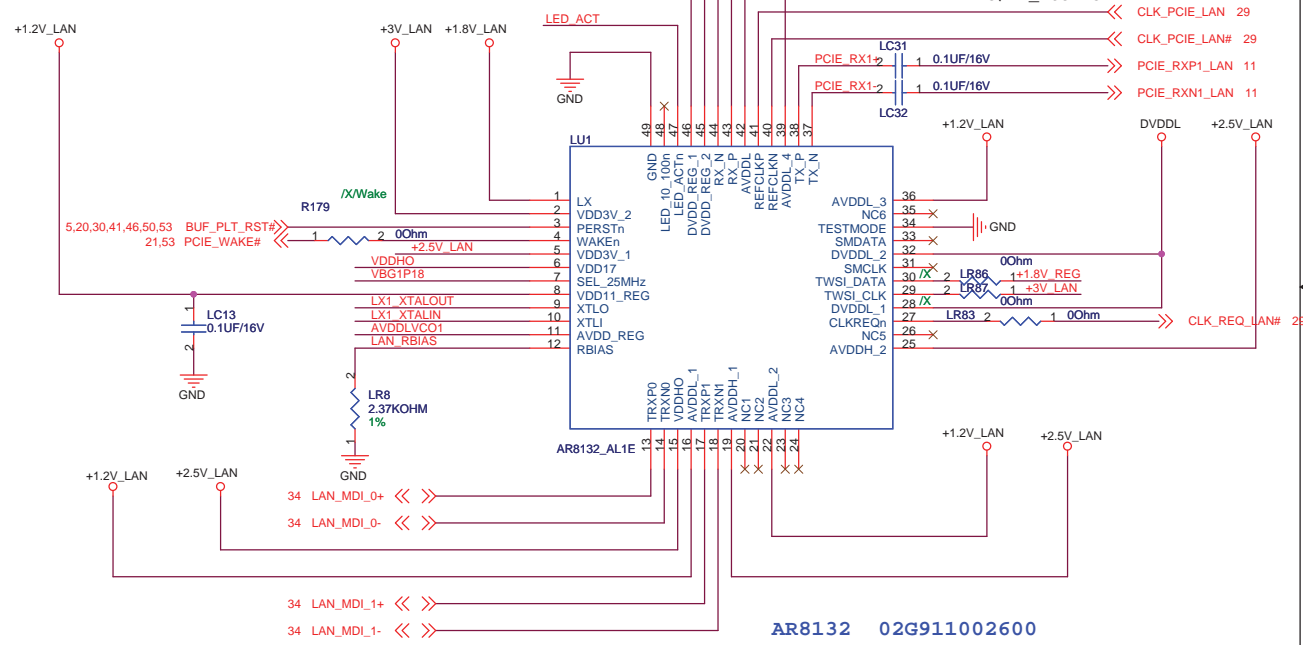 LED_ACT
CLK_PCIE_LAN 29
+1.2V_LAN
+3V_LAN +1.8V_LAN
CLK_PCIE_LAN# 29
LC31
PCIE_RX1+ 2 1 0.1UF/16V PCIE_RXP1_LAN 11
PCIE_RX1- 2 1 0.1UF/16V PCIE_RXN1_LAN 11
GND
LC32
+1.2V_LAN DVDDL +2.5V_LAN
49 48 47 46 45 44 43 42 41 40 39 38 37
LU1
GND
LED_10_100n
LED_ACTn
DVDD_REG_1
DVDD_REG_2
RX_N
RX_P
AVDDL
REFCLKP
REFCLKN
AVDDL_4
TX_P
TX_N
/X/Wake
R179
1 LX
2 VDD3V_2
5,20,30,41,46,50,53 BUF_PLT_RST# 3 PERSTn
21,53 PCIE_WAKE# 1 2 0Ohm 4 WAKEn
+2.5V_LAN 5 VDD3V_1
VDDHO 6 VDD17
VBG1P18 7 SEL_25MHz
8 VDD11_REG
LX1_XTALOUT 9 XTLO
LX1_XTALIN 10 XTLI
AVDDLVCO1 11 AVDD_REG
LAN_RBIAS 12 RBIAS
AVDDL_3 36
NC6 35
TESTMODE 34 GND
SMDATA 33
DVDDL_2 32
SMCLK 31 0Ohm
TWSI_DATA 30 /X 2 LR86 1 +1.8V_REG
TWSI_CLK 29 2 LR87 1 +3V_LAN
DVDDL_1 28 /X 0Ohm
CLKREQn 27 LR83 2 1 0Ohm CLK_REQ_LAN#
NC5 26
AVDDH_2 25
1
LC13
0.1UF/16V
2
GND
2
LR8
2.37KOHM
1%
1
GND
TRXP0
TRXN0
VDDHO
AVDDL_1
TRXP1
TRXN1
AVDDH_1
NC1
NC2
AVDDL_2
NC3
NC4
AR8132_AL1E
13 14 15 16 17 18 19 20 21 22 23 24
+1.2V_LAN +2.5V_LAN
+1.2V_LAN +2.5V_LAN
34 LAN_MDI_0+
34 LAN_MDI_0-
34 LAN_MDI_1+
34 LAN_MDI_1-
AR8132 02G911002600